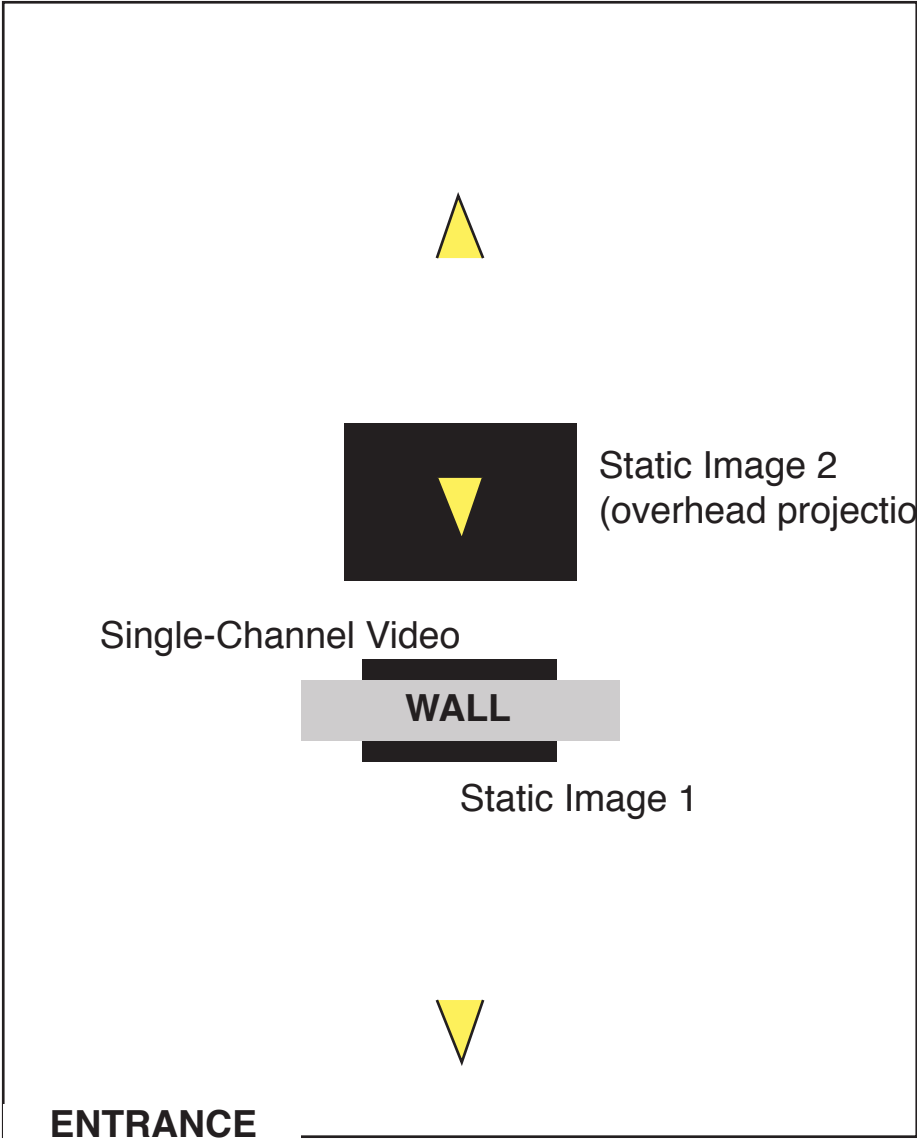 Static Image 2
(overhead projectio
Single-Channel Video
WALL
Static Image 1
ENTRANCE